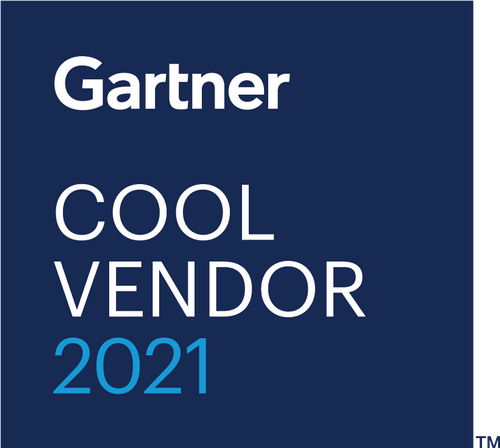 Gartner
COOL
VENDOR
2021
TM